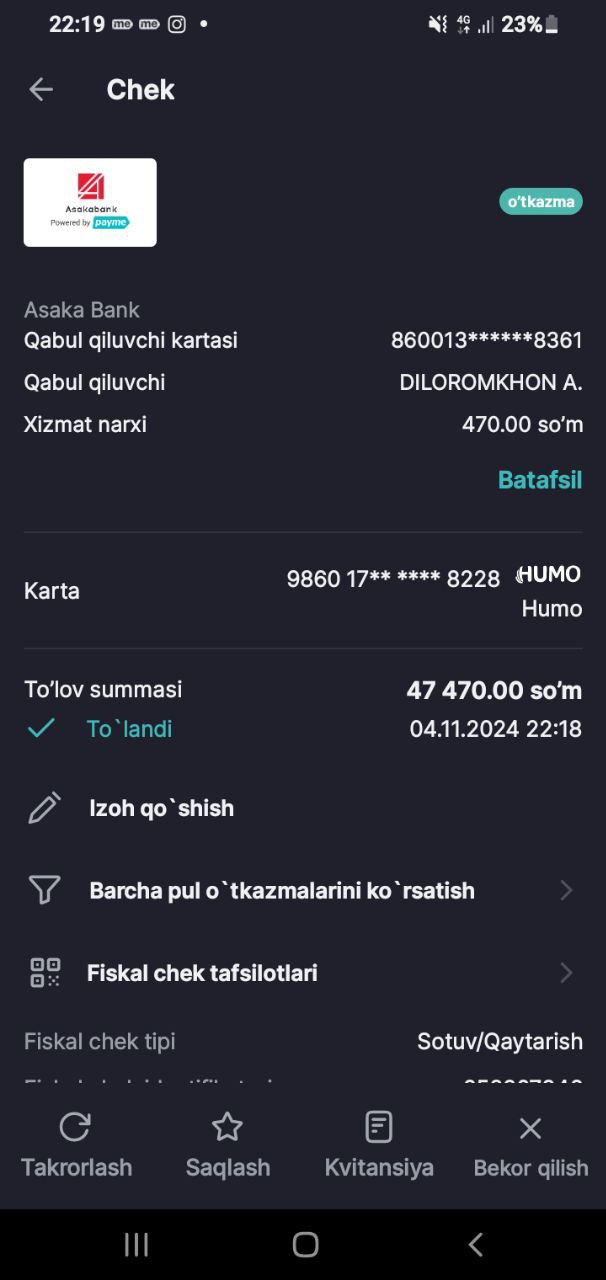 22:19 me me 4G 23%
Chek
Asakabank
Powered by payme
o'tkazma
Asaka Bank
Qabul qiluvchi kartasi 860013******8361
Qabul qiluvchi DILOROMKHON A.
Xizmat narxi 470.00 so'm
Batafsil
Karta 9860 17** **** 8228 HUMO
Humo
To'lov summasi 47 470.00 so'm
To`landi 04.11.2024 22:18
Izoh qo`shish
Barcha pul o`tkazmalarini ko`rsatish
Fiskal chek tafsilotlari
Fiskal chek tipi Sotuv/Qaytarish
Takrorlash Saqlash Kvitansiya Bekor qilish